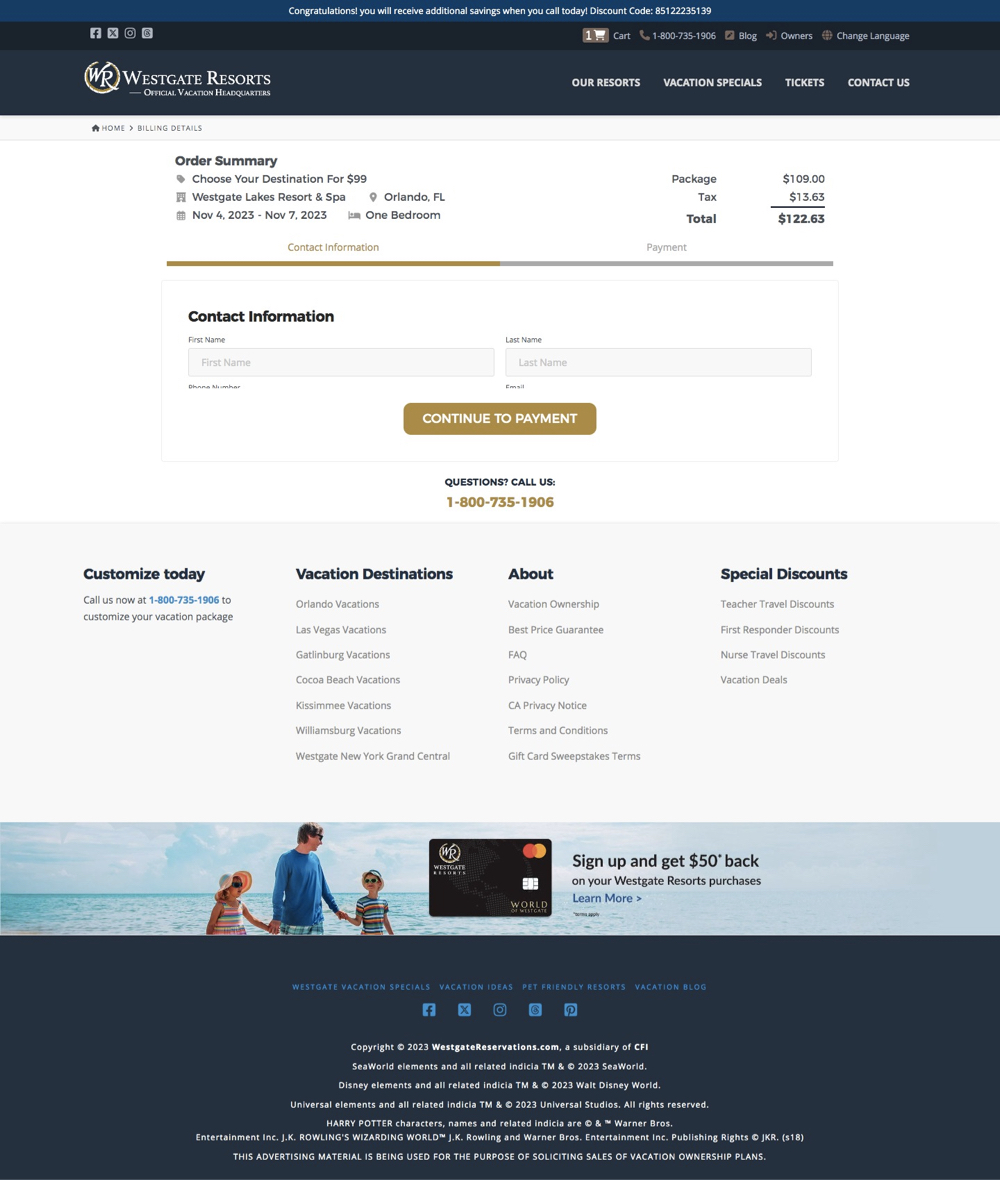 Congratulations! you will receive additional savings when you call today! Discount Code: 85122235139
1 Cart 1-800-735-1906 Blog Owners Change Language
WR WESTGATE RESORTS
OFFICIAL VACATION HEADQUARTERS
OUR RESORTS VACATION SPECIALS TICKETS CONTACT US
HOME > BILLING DETAILS
Order Summary
Choose Your Destination For $99
Westgate Lakes Resort & Spa Orlando, FL
Nov 4, 2023 - Nov 7, 2023 One Bedroom
Package $109.00
Tax $13.63
Total $122.63
Contact Information Payment
Contact Information
First Name Last Name
First Name Last Name
Phone Number Email
CONTINUE TO PAYMENT
QUESTIONS? CALL US:
1-800-735-1906
Customize today
Call us now at 1-800-735-1906 to
customize your vacation package
Vacation Destinations
Orlando Vacations
Las Vegas Vacations
Gatlinburg Vacations
Cocoa Beach Vacations
Kissimmee Vacations
Williamsburg Vacations
Westgate New York Grand Central
About
Vacation Ownership
Best Price Guarantee
FAQ
Privacy Policy
CA Privacy Notice
Terms and Conditions
Gift Card Sweepstakes Terms
Special Discounts
Teacher Travel Discounts
First Responder Discounts
Nurse Travel Discounts
Vacation Deals
WR
WESTGATE
RESORTS
WORLD
OF WESTGATE
Sign up and get $50* back
on your Westgate Resorts purchases
Learn More >
*Terms apply
WESTGATE VACATION SPECIALS VACATION IDEAS PET FRIENDLY RESORTS VACATION BLOG
Copyright © 2023 WestgateReservations.com, a subsidiary of CFI
SeaWorld elements and all related indicia TM & © 2023 SeaWorld.
Disney elements and all related indicia TM & © 2023 Walt Disney World.
Universal elements and all related indicia TM & © 2023 Universal Studios. All rights reserved.
HARRY POTTER characters, names and related indicia are © & ™ Warner Bros.
Entertainment Inc. J.K. ROWLING'S WIZARDING WORLD™ J.K. Rowling and Warner Bros. Entertainment Inc. Publishing Rights © JKR. (s18)
THIS ADVERTISING MATERIAL IS BEING USED FOR THE PURPOSE OF SOLICITING SALES OF VACATION OWNERSHIP PLANS.